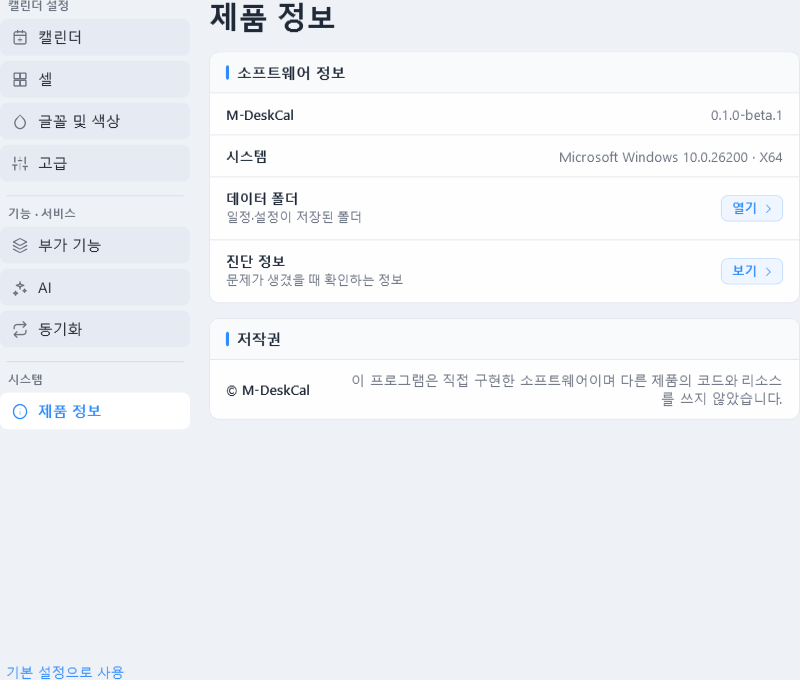 캘린더 설정
캘린더
셀
글꼴 및 색상
고급
기능 · 서비스
부가 기능
AI
동기화
시스템
제품 정보
기본 설정으로 사용
제품 정보
소프트웨어 정보
M-DeskCal
0.1.0-beta.1
시스템
Microsoft Windows 10.0.26200 · X64
데이터 폴더
일정·설정이 저장된 폴더
열기
진단 정보
문제가 생겼을 때 확인하는 정보
보기
저작권
© M-DeskCal
이 프로그램은 직접 구현한 소프트웨어이며 다른 제품의 코드와 리소스
를 쓰지 않았습니다.